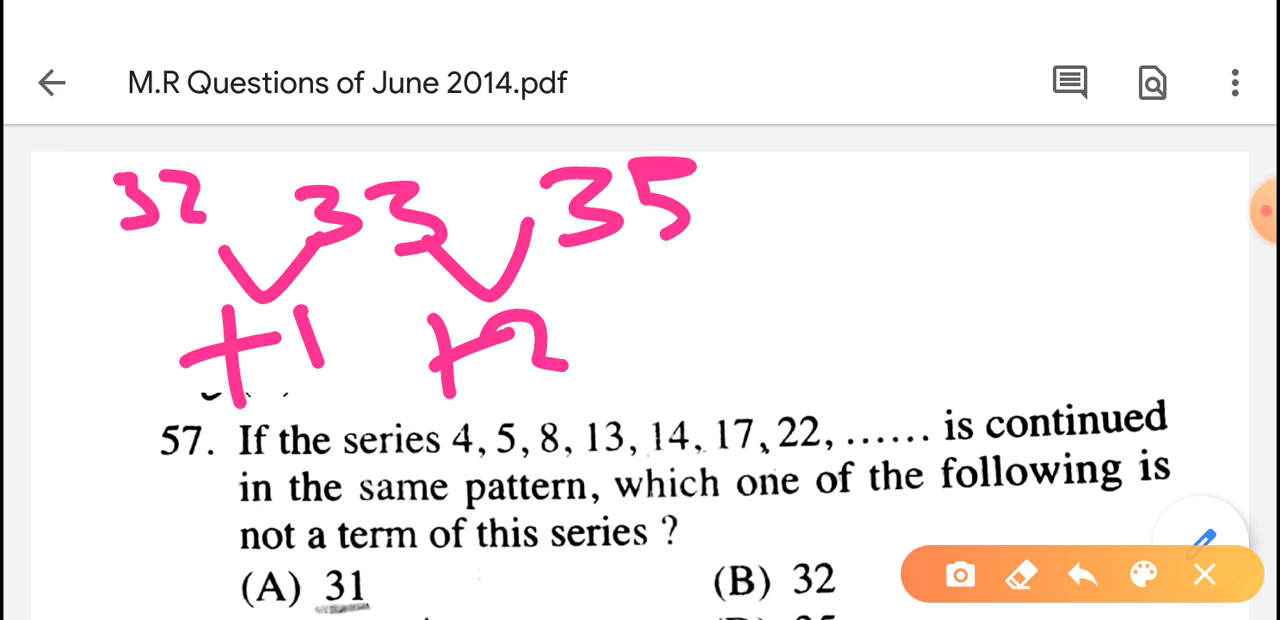 M.R Questions of June 2014.pdf
32 33 35
+1 +2
57. If the series 4, 5, 8, 13, 14, 17, 22, ...... is continued
in the same pattern, which one of the following is
not a term of this series ?
(A) 31 (B) 32